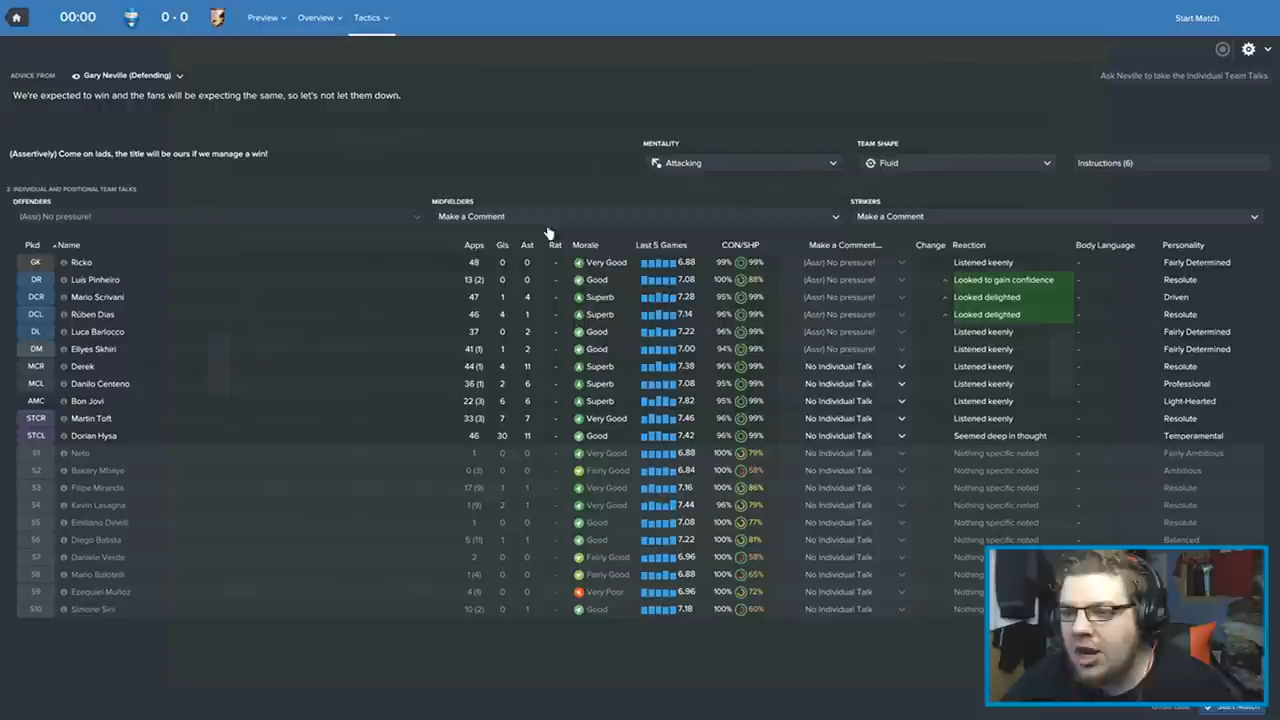 00:00 0 - 0 Preview Overview Tactics Start Match
ADVICE FROM Gary Neville (Defending) Ask Neville to take the Individual Team Talks
We're expected to win and the fans will be expecting the same, so let's not let them down.
(Assertively) Come on lads, the title will be ours if we manage a win!
MENTALITY TEAM SHAPE
Attacking Fluid Instructions (6)
2. INDIVIDUAL AND POSITIONAL TEAM TALKS
DEFENDERS MIDFIELDERS STRIKERS
(Assr) No pressure! Make a Comment Make a Comment
Pkd Name Apps Gls Ast Rat Morale Last 5 Games CON/SHP Make a Comment... Change Reaction Body Language Personality
GK Ricko 48 0 0 - Very Good 6.88 99% 99% (Assr) No pressure! Listened keenly - Fairly Determined
DR Luís Pinheiro 13 (2) 0 0 - Good 7.08 100% 88% (Assr) No pressure! Looked to gain confidence - Resolute
DCR Mario Scrivani 47 1 4 - Superb 7.28 95% 99% (Assr) No pressure! Looked delighted - Driven
DCL Rúben Dias 46 4 1 - Superb 7.14 96% 99% (Assr) No pressure! Looked delighted - Resolute
DL Luca Barlocco 37 0 2 - Good 7.22 96% 99% (Assr) No pressure! Listened keenly - Fairly Determined
DM Ellyes Skhiri 41 (1) 1 2 - Good 7.00 94% 99% (Assr) No pressure! Listened keenly - Fairly Determined
MCR Derek 44 (1) 4 11 - Superb 7.38 96% 99% No Individual Talk Listened keenly - Resolute
MCL Danilo Centeno 36 (1) 2 6 - Superb 7.08 95% 99% No Individual Talk Listened keenly - Professional
AMC Bon Jovi 22 (3) 6 6 - Superb 7.82 95% 99% No Individual Talk Listened keenly - Light-Hearted
STCR Martin Toft 33 (3) 7 7 - Very Good 7.46 96% 99% No Individual Talk Listened keenly - Resolute
STCL Dorian Hysa 46 30 11 - Good 7.42 96% 99% No Individual Talk Seemed deep in thought - Temperamental
S1 Neto 1 0 0 - Very Good 6.88 100% 79% No Individual Talk Nothing specific noted - Fairly Ambitious
S2 Bakary Mbaye 0 (3) 0 0 - Fairly Good 6.84 100% 58% No Individual Talk Nothing specific noted - Ambitious
S3 Filipe Miranda 17 (9) 1 1 - Very Good 7.16 100% 86% No Individual Talk Nothing specific noted - Resolute
S4 Kevin Lasagna 1 (9) 2 1 - Very Good 7.44 96% 79% No Individual Talk Nothing specific noted - Resolute
S5 Emiliano Dinelli 1 0 0 - Good 7.08 100% 77% No Individual Talk Nothing specific noted - Resolute
S6 Diego Batista 5 (11) 1 1 - Good 7.22 100% 81% No Individual Talk Nothing specific noted - Balanced
S7 Daniele Verde 2 0 0 - Fairly Good 6.96 100% 58% No Individual Talk Nothing
S8 Mario Balotelli 1 (4) 0 0 - Fairly Good 6.88 100% 65% No Individual Talk Nothing
S9 Ezequiel Muñoz 4 (1) 0 0 - Very Poor 6.96 100% 72% No Individual Talk Nothing
S10 Simone Sini 10 (2) 0 1 - Good 7.18 100% 60% No Individual Talk Nothing